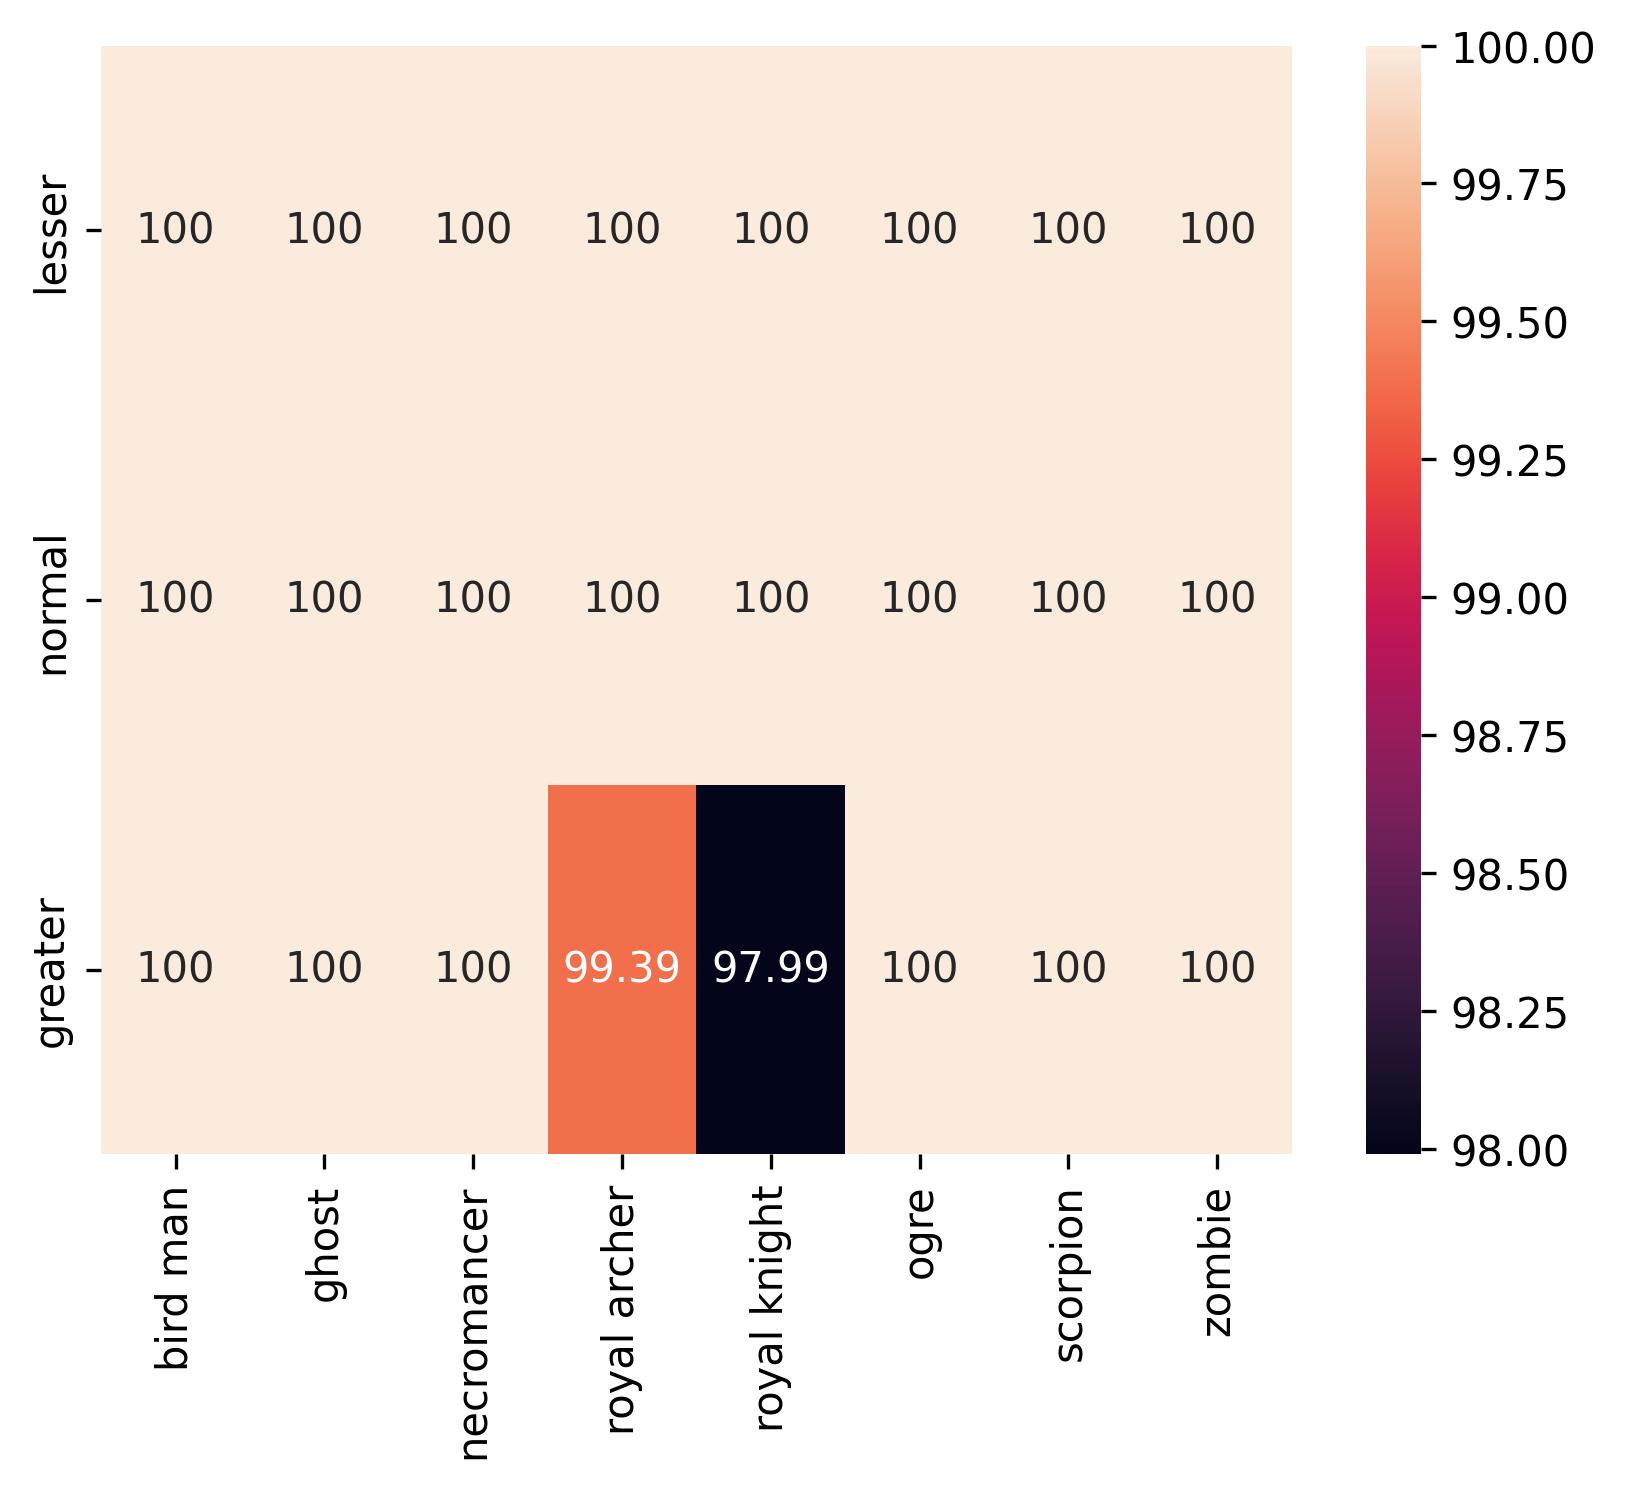 lesser 100 100 100 100 100 100 100 100
normal 100 100 100 100 100 100 100 100
greater 100 100 100 99.39 97.99 100 100 100
bird man ghost necromancer royal archer royal knight ogre scorpion zombie
100.00
99.75
99.50
99.25
99.00
98.75
98.50
98.25
98.00